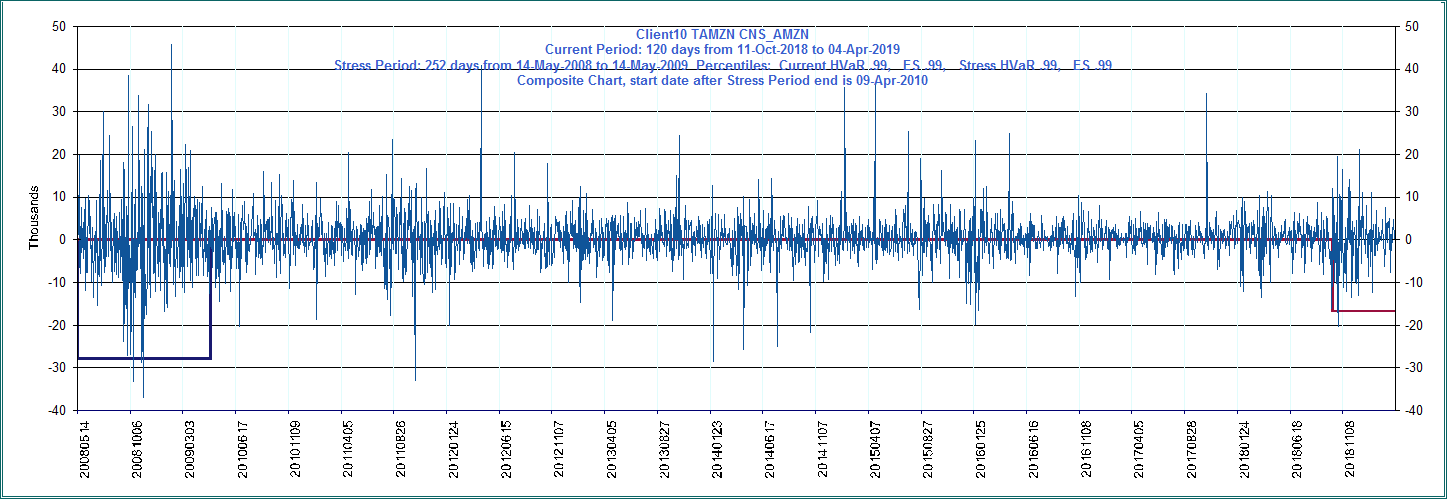 Client10 TAMZN CNS_AMZN
Current Period: 120 days from 11-Oct-2018 to 04-Apr-2019
Stress Period: 252 days from 14-May-2008 to 14-May-2009 Percentiles: Current HVaR .99, ES .99, Stress HVaR .99, ES .99
Composite Chart, start date after Stress Period end is 09-Apr-2010
50 50
40 40
30 30
20 20
10 10
0 0
-10 -10
-20 -20
-30 -30
-40 -40
Thousands
20080514 20081006 20090303 20100617 20101109 20110405 20110826 20120124 20120615 20121107 20130405 20130827 20140123 20140617 20141107 20150407 20150827 20160125 20160616 20161108 20170405 20170828 20180124 20180618 20181108